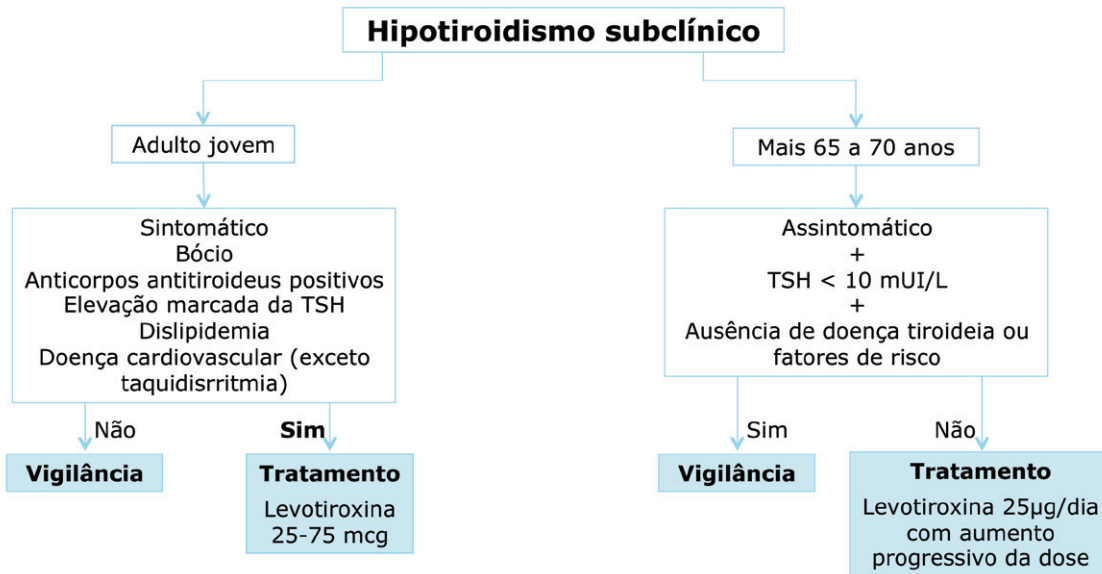 Hipotiroidismo subclínico
Adulto jovem
Sintomático
Bócio
Anticorpos antitiroideus positivos
Elevação marcada da TSH
Dislipidemia
Doença cardiovascular (exceto
taquidisrritmia)
Não
Sim
Vigilância
Tratamento
Levotiroxina
25-75 mcg
Mais 65 a 70 anos
Assintomático
+
TSH < 10 mUI/L
+
Ausência de doença tiroideia ou
fatores de risco
Sim
Não
Vigilância
Tratamento
Levotiroxina 25µg/dia
com aumento
progressivo da dose